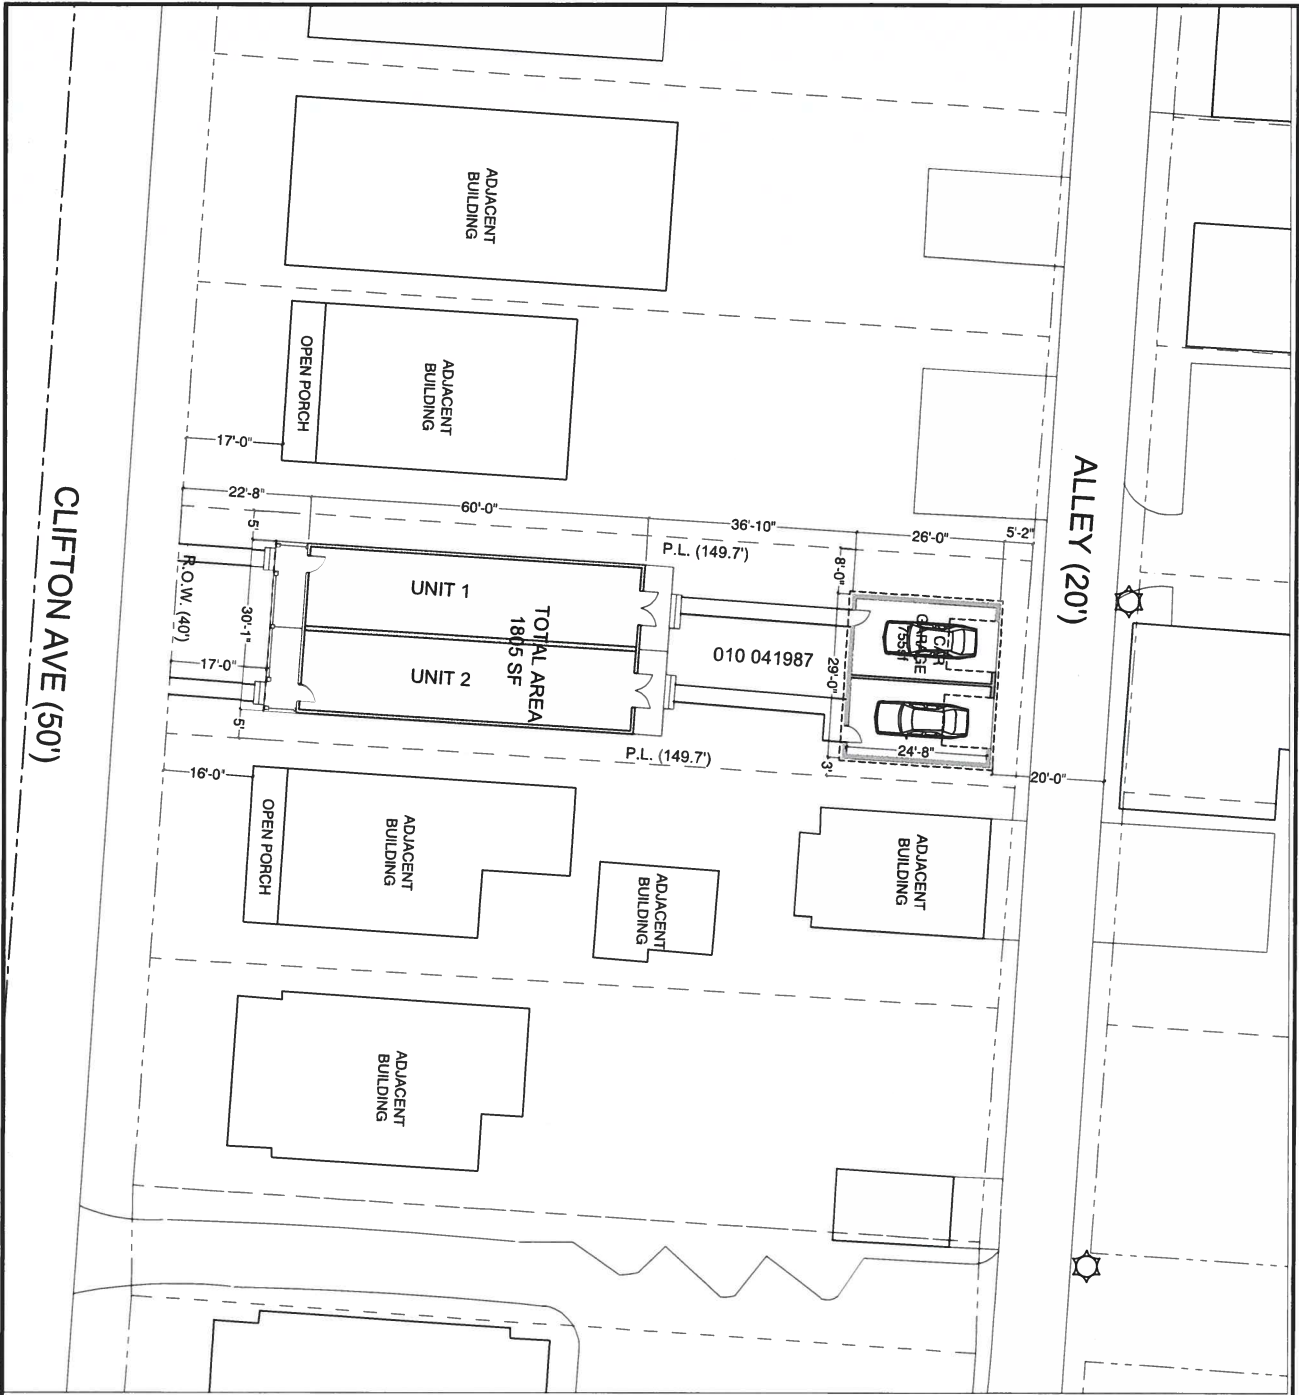 ADJACENT
BUILDING
OPEN PORCH
ADJACENT
BUILDING
17'-0"
ALLEY (20')
22'-8"
60'-0"
36'-10"
26'-0"
5'-2"
5'
P.L. (149.7')
8'-0"
R.O.W. (40')
UNIT 1
TOTAL AREA
1805 SF
30'-1"
17'-0"
UNIT 2
010 041987
29'-0"
CAR
GARAGE
755sf
24'-8"
5'
P.L. (149.7')
3'
20'-0"
CLIFTON AVE (50')
16'-0"
OPEN PORCH
ADJACENT
BUILDING
ADJACENT
BUILDING
ADJACENT
BUILDING
ADJACENT
BUILDING